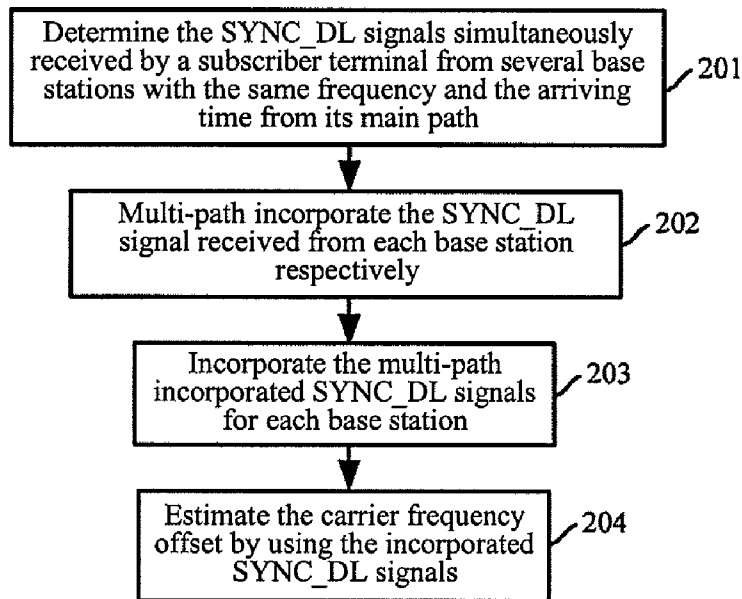 Determine the SYNC_DL signals simultaneously
received by a subscriber terminal from several base
stations with the same frequency and the arriving
time from its main path
201
Multi-path incorporate the SYNC_DL
signal received from each base station
respectively
202
Incorporate the multi-path
incorporated SYNC_DL signals
for each base station
203
Estimate the carrier frequency
offset by using the incorporated
SYNC_DL signals
204